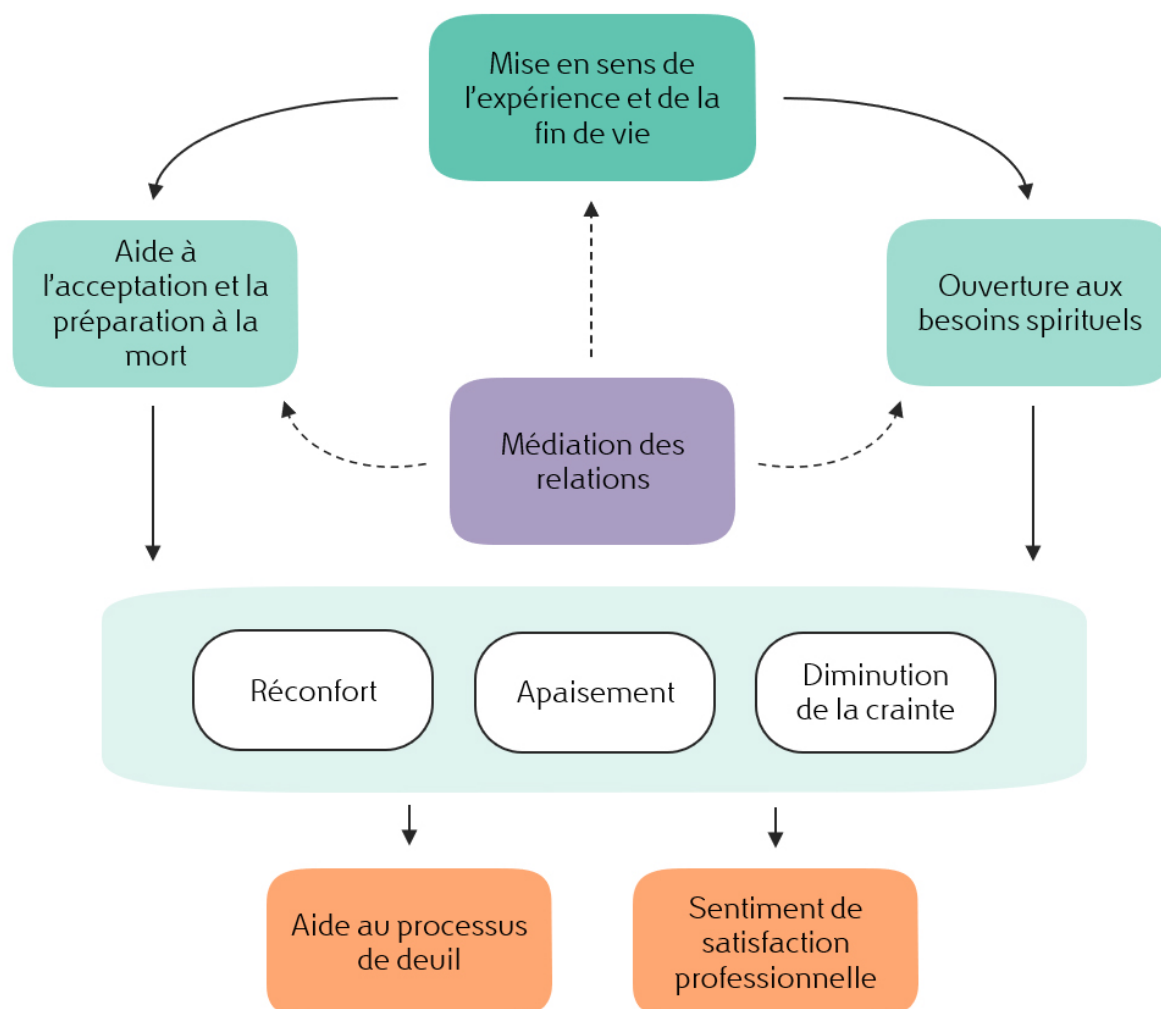 Mise en sens de
l'expérience et de la
fin de vie
Aide à
l'acceptation et la
préparation à la
mort
Ouverture aux
besoins spirituels
Médiation des
relations
Réconfort
Apaisement
Diminution
de la crainte
Aide au processus
de deuil
Sentiment de
satisfaction
professionnelle